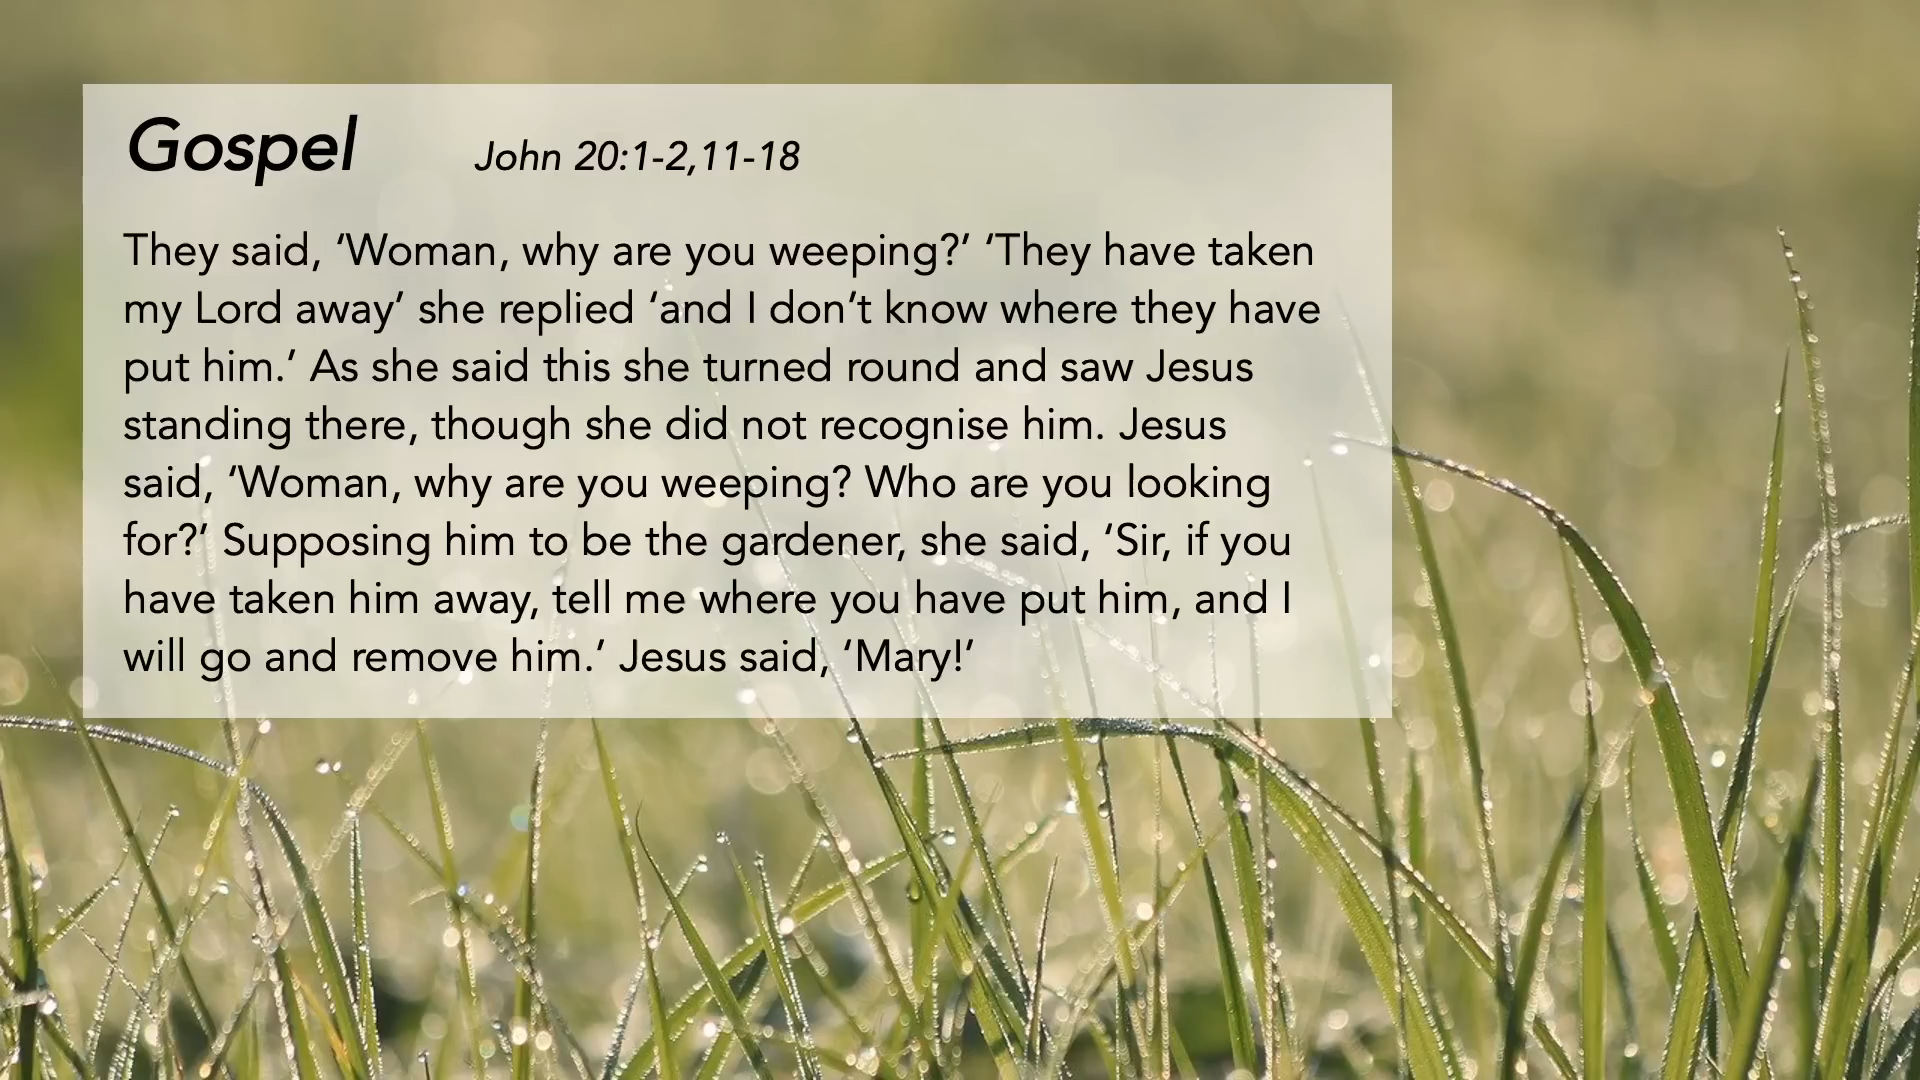 Gospel John 20:1-2,11-18
They said, ‘Woman, why are you weeping?’ ‘They have taken
my Lord away’ she replied ‘and I don’t know where they have
put him.’ As she said this she turned round and saw Jesus
standing there, though she did not recognise him. Jesus
said, ‘Woman, why are you weeping? Who are you looking
for?’ Supposing him to be the gardener, she said, ‘Sir, if you
have taken him away, tell me where you have put him, and I
will go and remove him.’ Jesus said, ‘Mary!’